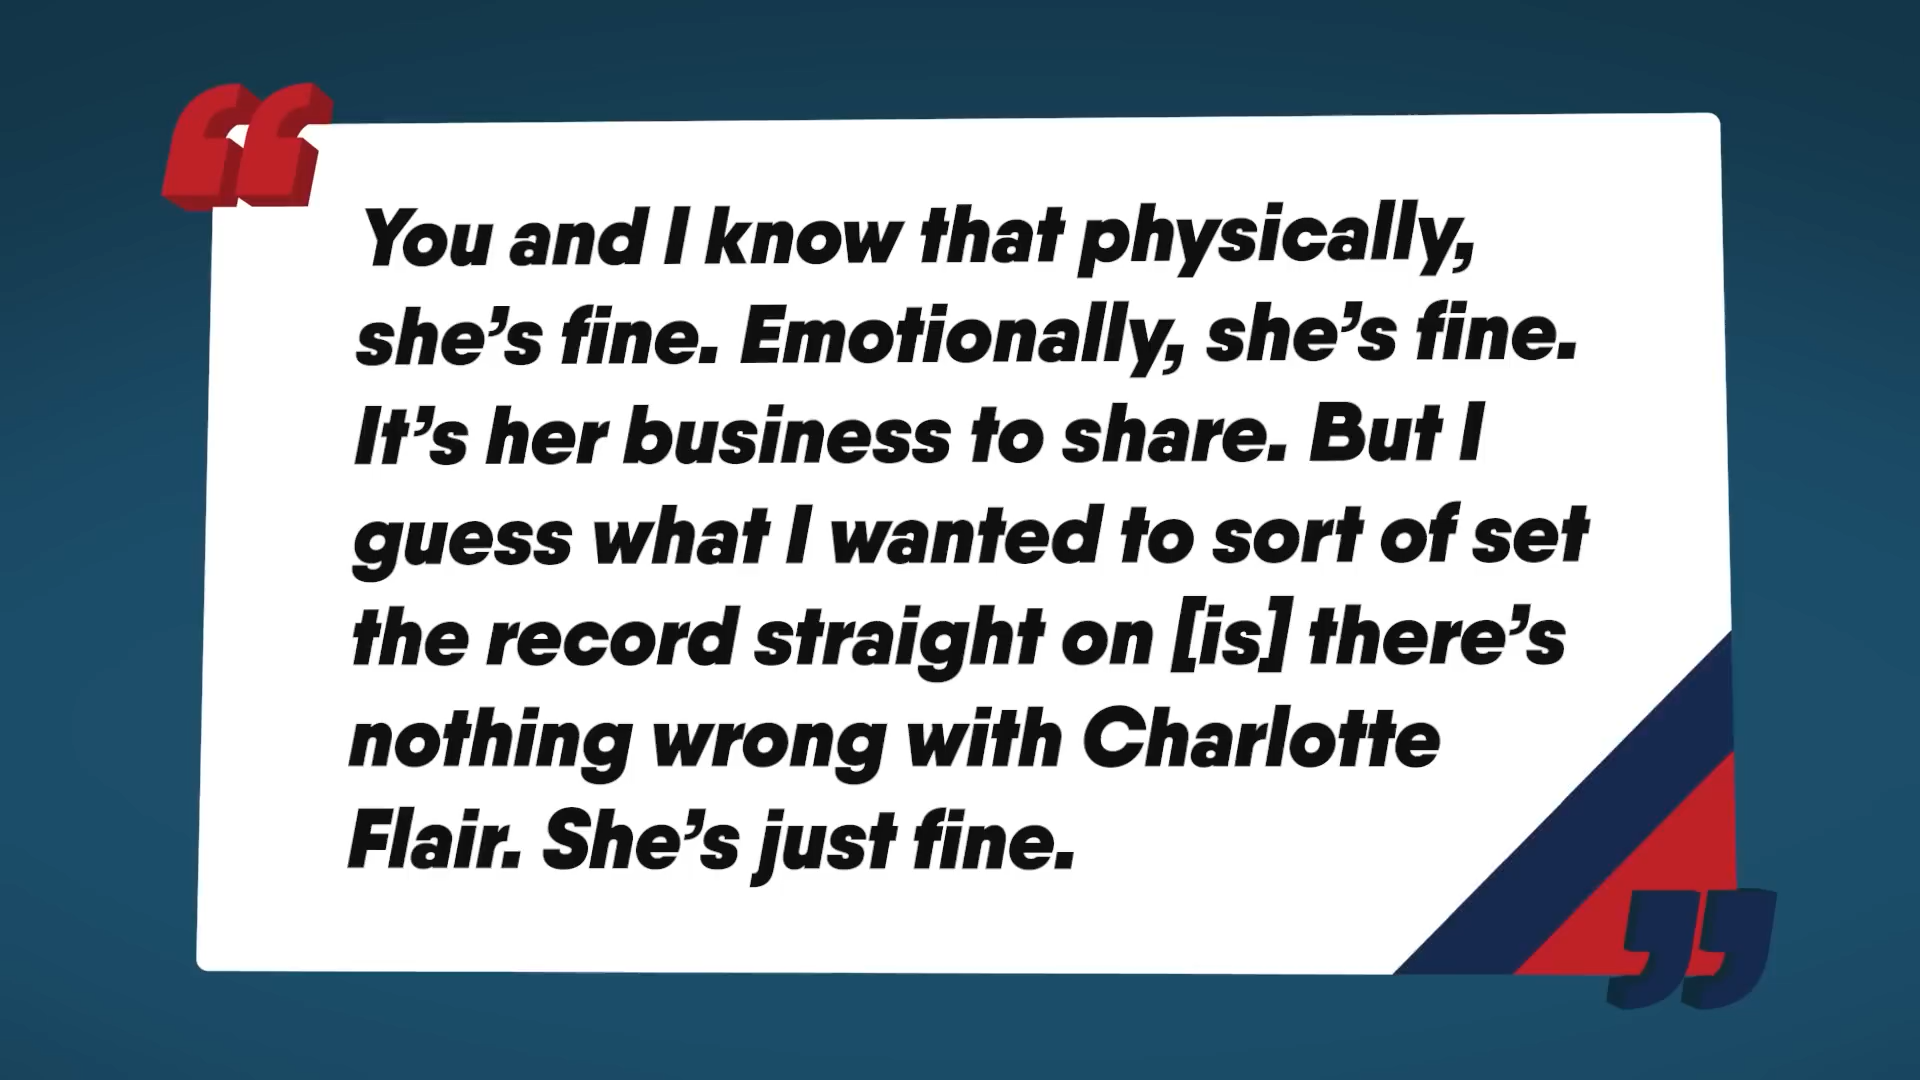 You and I know that physically,
she’s fine. Emotionally, she’s fine.
It’s her business to share. But I
guess what I wanted to sort of set
the record straight on [is] there’s
nothing wrong with Charlotte
Flair. She’s just fine.